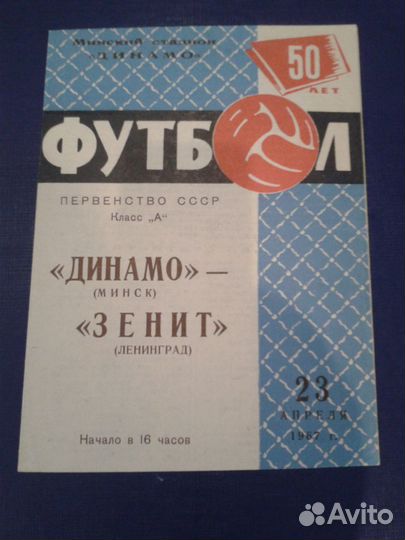 Минский стадион
«ДИНАМО»
50
ЛЕТ
ФУТБОЛ
ПЕРВЕНСТВО СССР
Класс „А“
«ДИНАМО» —
(МИНСК)
«ЗЕНИТ»
(ЛЕНИНГРАД)
23
АПРЕЛЯ
1967 г.
Начало в 16 часов
Avito